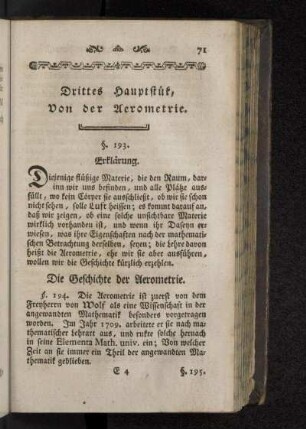 71
Drittes Hauptstük,
Von der Aerometrie.
§. 193.
Erklärung.
Diejenige flüßige Materie, die den Raum, dar-
inn wir uns befinden, und alle Pläze aus-
füllt, wo kein Cörper sie ausschließt, ob wir sie schon
nicht sehen, solle Luft heissen; es kommt darauf an,
daß wir zeigen, ob eine solche unsichtbare Materie
wirklich vorhanden ist, und wenn ihr Daseyn er-
wiesen, was ihre Eigenschaften nach der mathemati-
schen Betrachtung derselben, seyen; die Lehre davon
heißt die Aerometrie, ehe wir sie aber ausführen,
wollen wir die Geschichte kürzlich erzehlen.
Die Geschichte der Aerometrie.
§. 194. Die Aerometrie ist zuerst von dem
Freyherren von Wolf als eine Wissenschaft in der
angewandten Mathematik besonders vorgetragen
worden. Im Jahr 1709. arbeitete er sie nach ma-
thematischer Lehrart aus, und rukte solche hernach
in seine Elementa Math. univ. ein; Von welcher
Zeit an sie immer ein Theil der angewandten Ma-
thematik geblieben.
E 4
§. 195.